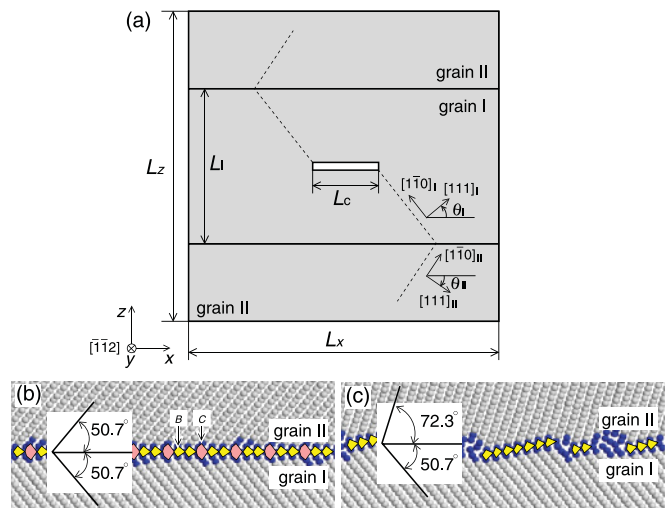 (a)
grain II
grain I
Lz
LI
Lc
[11̄0]I
[111]I
θI
[11̄0]II
θII
[111]II
grain II
z
[1̄1̄2]
y
x
Lx
(b)
50.7°
50.7°
B
C
grain II
grain I
(c)
72.3°
50.7°
grain II
grain I